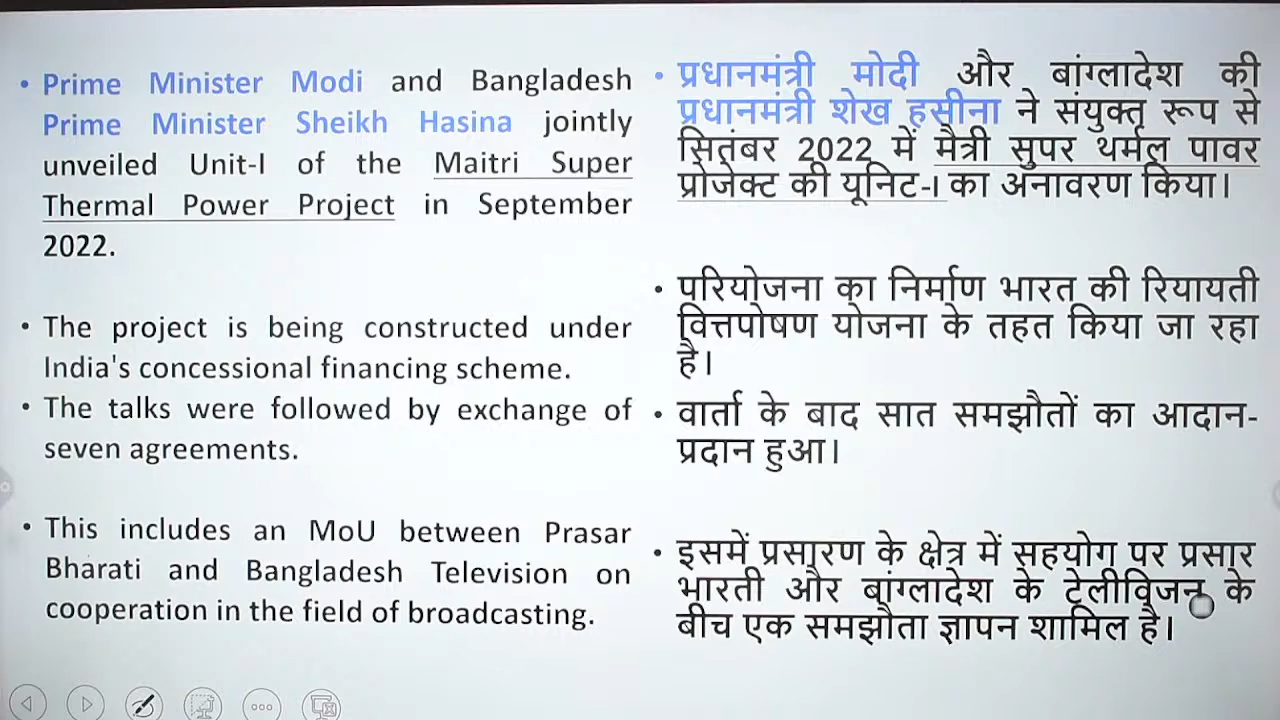 • Prime Minister Modi and Bangladesh
Prime Minister Sheikh Hasina jointly
unveiled Unit-I of the Maitri Super
Thermal Power Project in September
2022.
• The project is being constructed under
India's concessional financing scheme.
• The talks were followed by exchange of
seven agreements.
• This includes an MoU between Prasar
Bharati and Bangladesh Television on
cooperation in the field of broadcasting.
• प्रधानमंत्री मोदी और बांग्लादेश की
प्रधानमंत्री शेख हसीना ने संयुक्त रूप से
सितंबर 2022 में मैत्री सुपर थर्मल पावर
प्रोजेक्ट की यूनिट-I का अनावरण किया।
• परियोजना का निर्माण भारत की रियायती
वित्तपोषण योजना के तहत किया जा रहा
है।
• वार्ता के बाद सात समझौतों का आदान-
प्रदान हुआ।
• इसमें प्रसारण के क्षेत्र में सहयोग पर प्रसार
भारती और बांग्लादेश के टेलीविजन के
बीच एक समझौता ज्ञापन शामिल है।